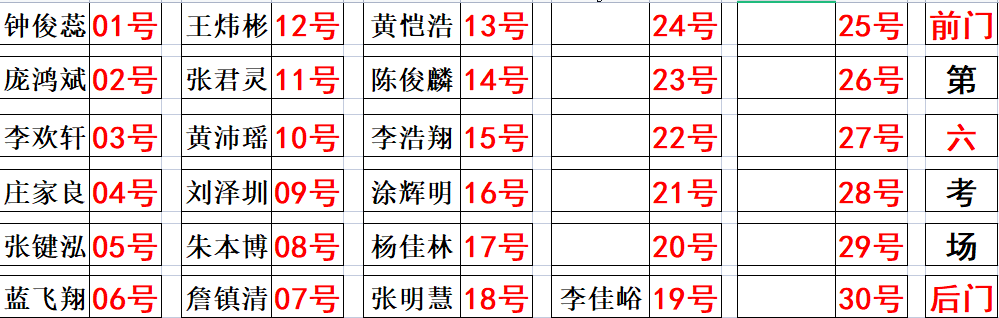 钟俊蕊 01号 王炜彬 12号 黄恺浩 13号 24号 25号 前门
庞鸿斌 02号 张君灵 11号 陈俊麟 14号 23号 26号 第
李欢轩 03号 黄沛瑶 10号 李浩翔 15号 22号 27号 六
庄家良 04号 刘泽圳 09号 涂辉明 16号 21号 28号 考
张键泓 05号 朱本博 08号 杨佳林 17号 20号 29号 场
蓝飞翔 06号 詹镇清 07号 张明慧 18号 李佳峪 19号 30号 后门